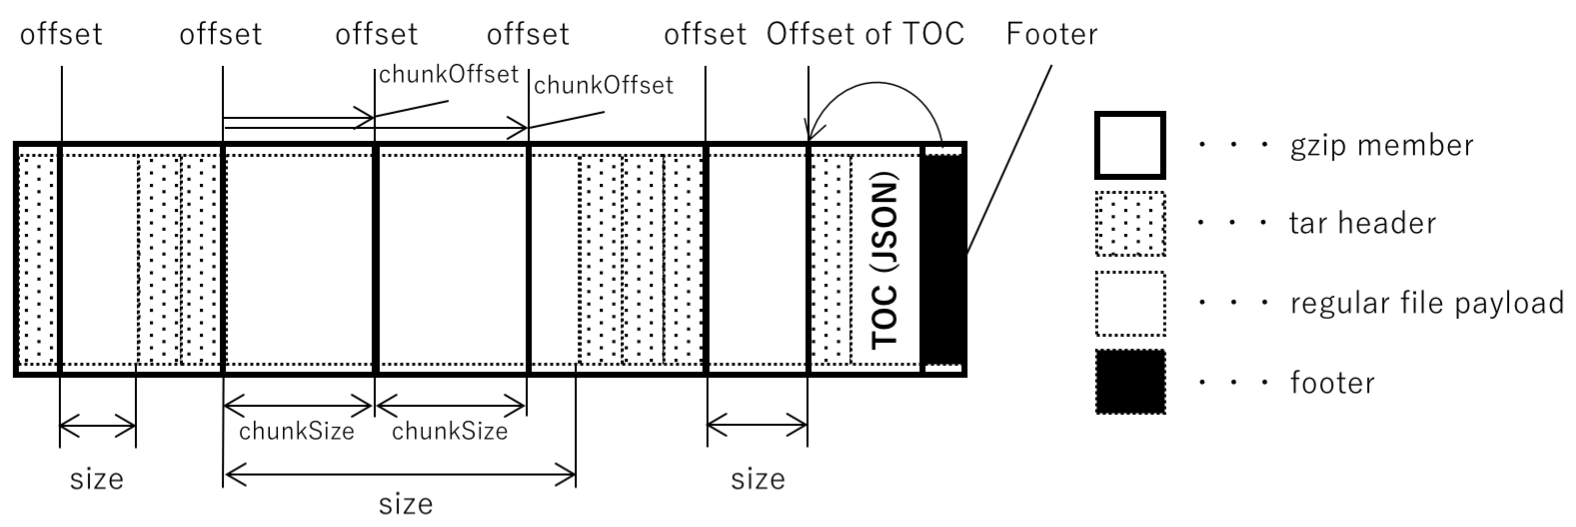 offset offset offset offset offset Offset of TOC Footer
chunkOffset chunkOffset
gzip member
tar header
TOC (JSON)
regular file payload
footer
chunkSize chunkSize
size size size